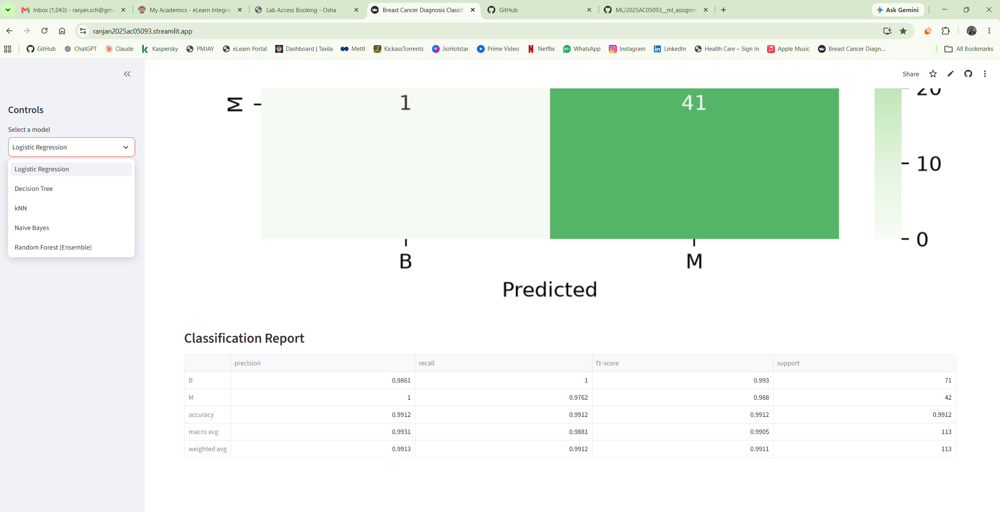 Inbox (1,043) - ranjan.sch@gma
My Academics - eLearn Integrat
Lab Access Booking - Osha
Breast Cancer Diagnosis Classifi
GitHub
ML/2025AC05093__ml_assignm
Ask Gemini
ranjan2025ac05093.streamlit.app
GitHub ChatGPT Claude Kaspersky PMJAY eLearn Portal Dashboard | Taxila Mettl KickassTorrents JioHotstar Prime Video Netflix WhatsApp Instagram LinkedIn Health Care – Sign In Apple Music Breast Cancer Diagn... All Bookmarks
Share
Controls
Select a model
Logistic Regression
Logistic Regression
Decision Tree
kNN
Naive Bayes
Random Forest (Ensemble)
M 1 41
20
10
0
B M
Predicted
Classification Report
precision recall f1-score support
B 0.9861 1 0.993 71
M 1 0.9762 0.988 42
accuracy 0.9912 0.9912 0.9912 0.9912
macro avg 0.9931 0.9881 0.9905 113
weighted avg 0.9913 0.9912 0.9911 113